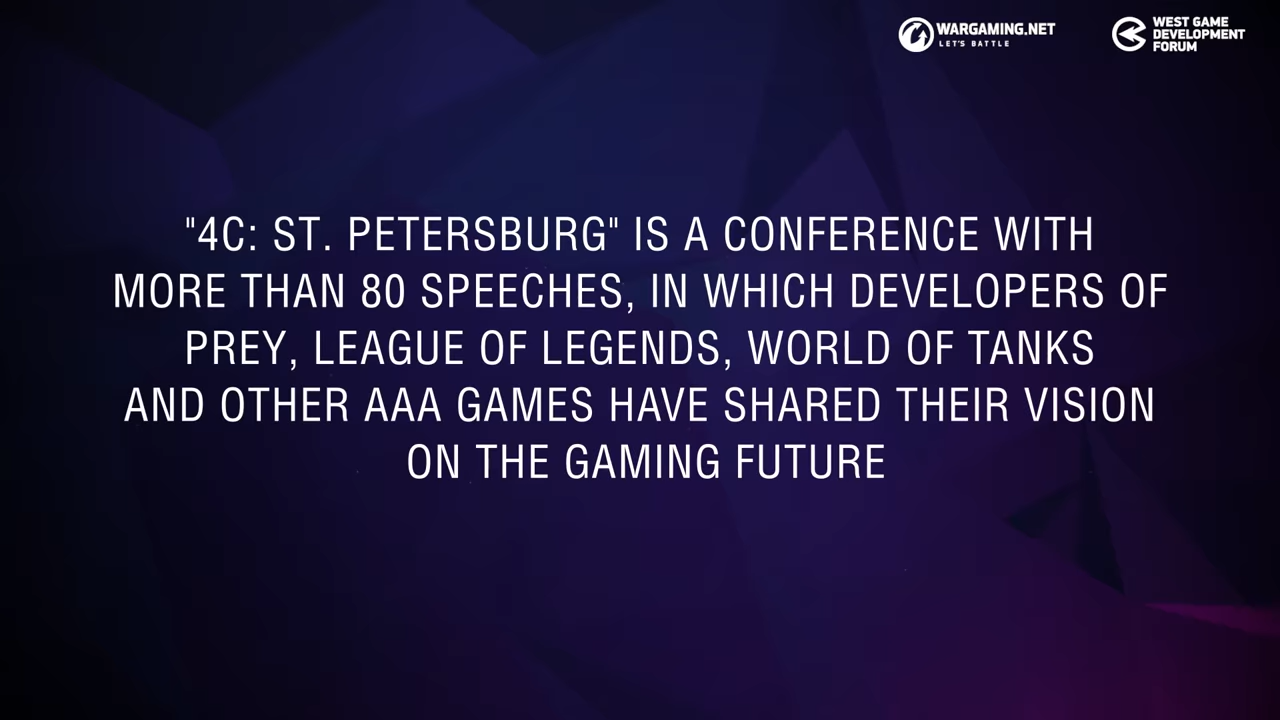 WARGAMING.NET
LET'S BATTLE
WEST GAME
DEVELOPMENT
FORUM
"4C: ST. PETERSBURG" IS A CONFERENCE WITH
MORE THAN 80 SPEECHES, IN WHICH DEVELOPERS OF
PREY, LEAGUE OF LEGENDS, WORLD OF TANKS
AND OTHER AAA GAMES HAVE SHARED THEIR VISION
ON THE GAMING FUTURE